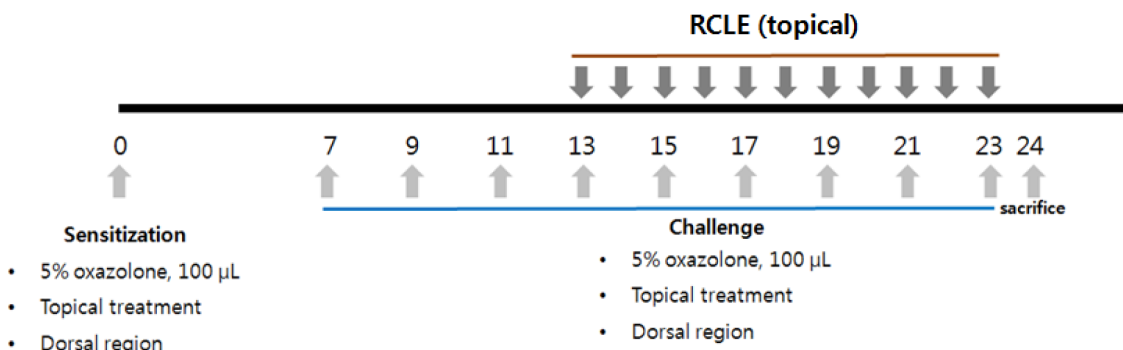 RCLE (topical)
0 7 9 11 13 15 17 19 21 23 24
sacrifice
Sensitization
• 5% oxazolone, 100 µL
• Topical treatment
• Dorsal region
Challenge
• 5% oxazolone, 100 µL
• Topical treatment
• Dorsal region